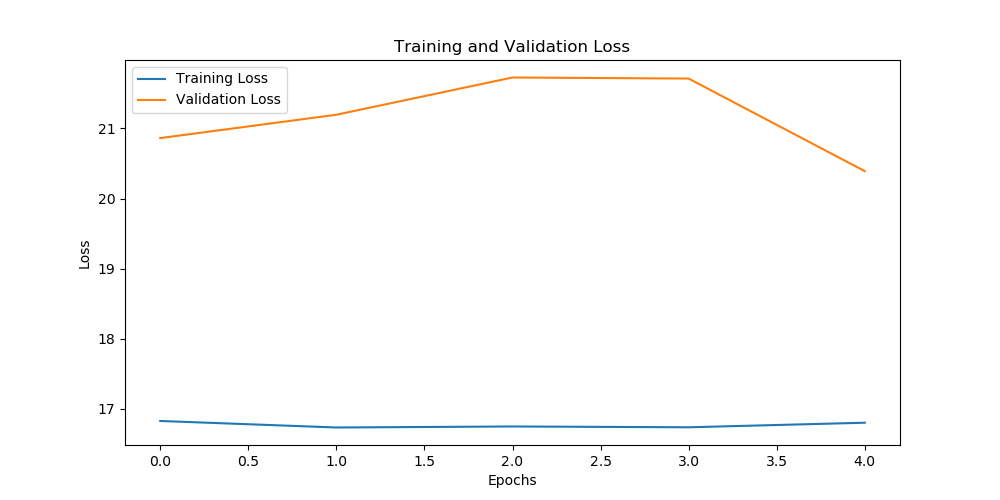 Training and Validation Loss
Training Loss
Validation Loss
21
20
19
18
17
Loss
0.0 0.5 1.0 1.5 2.0 2.5 3.0 3.5 4.0
Epochs